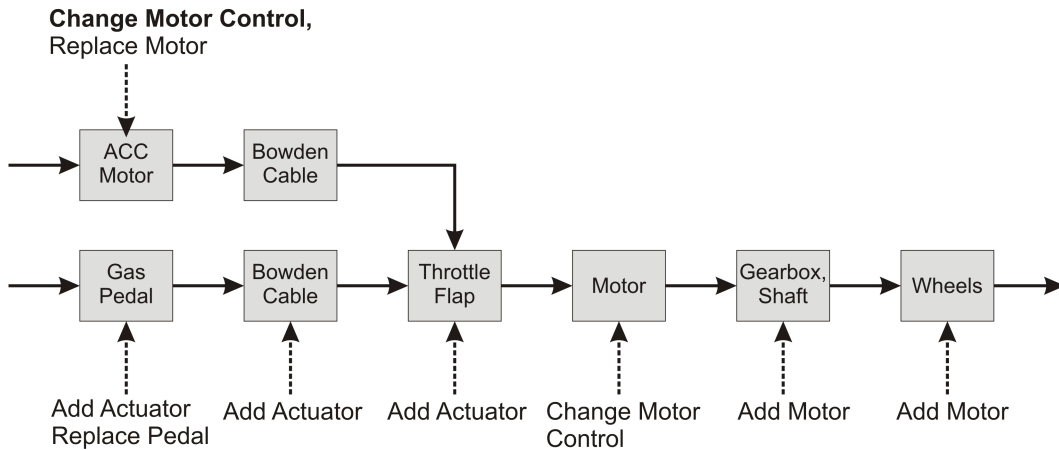 Change Motor Control,
Replace Motor
ACC
Motor
Bowden
Cable
Gas
Pedal
Bowden
Cable
Throttle
Flap
Motor
Gearbox,
Shaft
Wheels
Add Actuator
Replace Pedal
Add Actuator
Add Actuator
Change Motor
Control
Add Motor
Add Motor